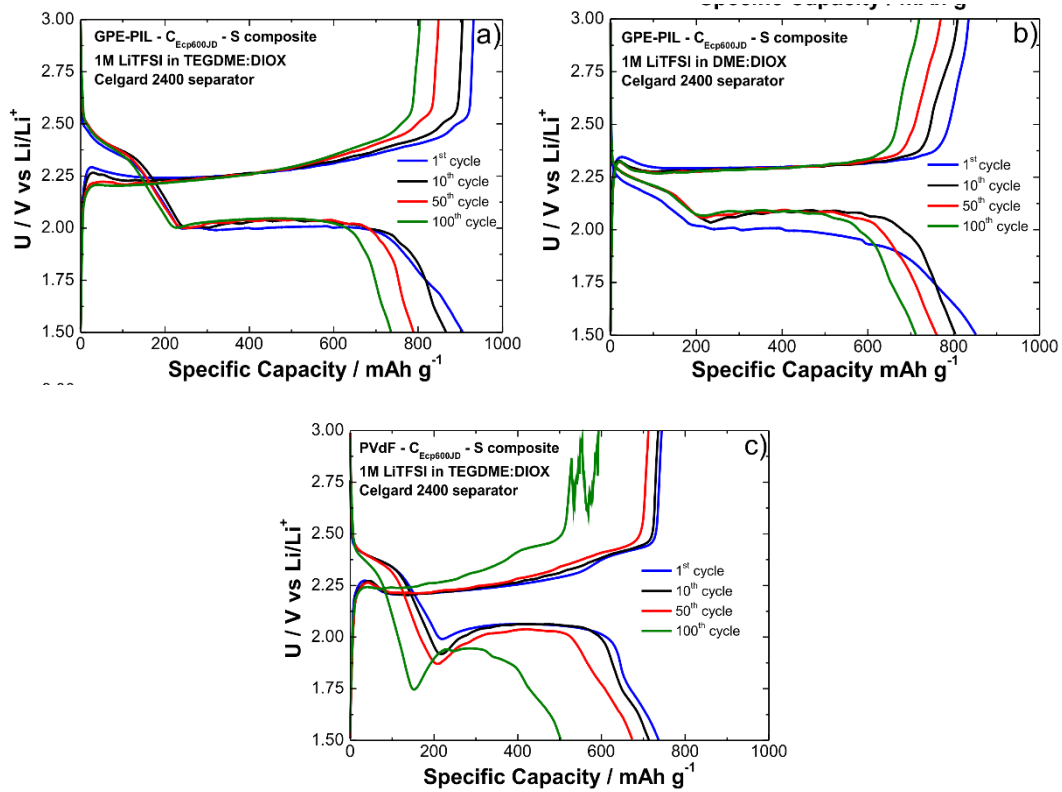 Specific Capacity / mAh g
a)
GPE-PIL - C_Ecp600JD - S composite
1M LiTFSI in TEGDME:DIOX
Celgard 2400 separator
1st cycle
10th cycle
50th cycle
100th cycle
U / V vs Li/Li+
3.00
2.75
2.50
2.25
2.00
1.75
1.50
0 200 400 600 800 1000
Specific Capacity / mAh g-1
b)
GPE-PIL - C_Ecp600JD - S composite
1M LiTFSI in DME:DIOX
Celgard 2400 separator
1st cycle
10th cycle
50th cycle
100th cycle
U / V vs Li/Li+
3.00
2.75
2.50
2.25
2.00
1.75
1.50
0 200 400 600 800 1000
Specific Capacity mAh g-1
c)
PVdF - C_Ecp600JD - S composite
1M LiTFSI in TEGDME:DIOX
Celgard 2400 separator
1st cycle
10th cycle
50th cycle
100th cycle
U / V vs Li/Li+
3.00
2.75
2.50
2.25
2.00
1.75
1.50
0 200 400 600 800 1000
Specific Capacity / mAh g-1